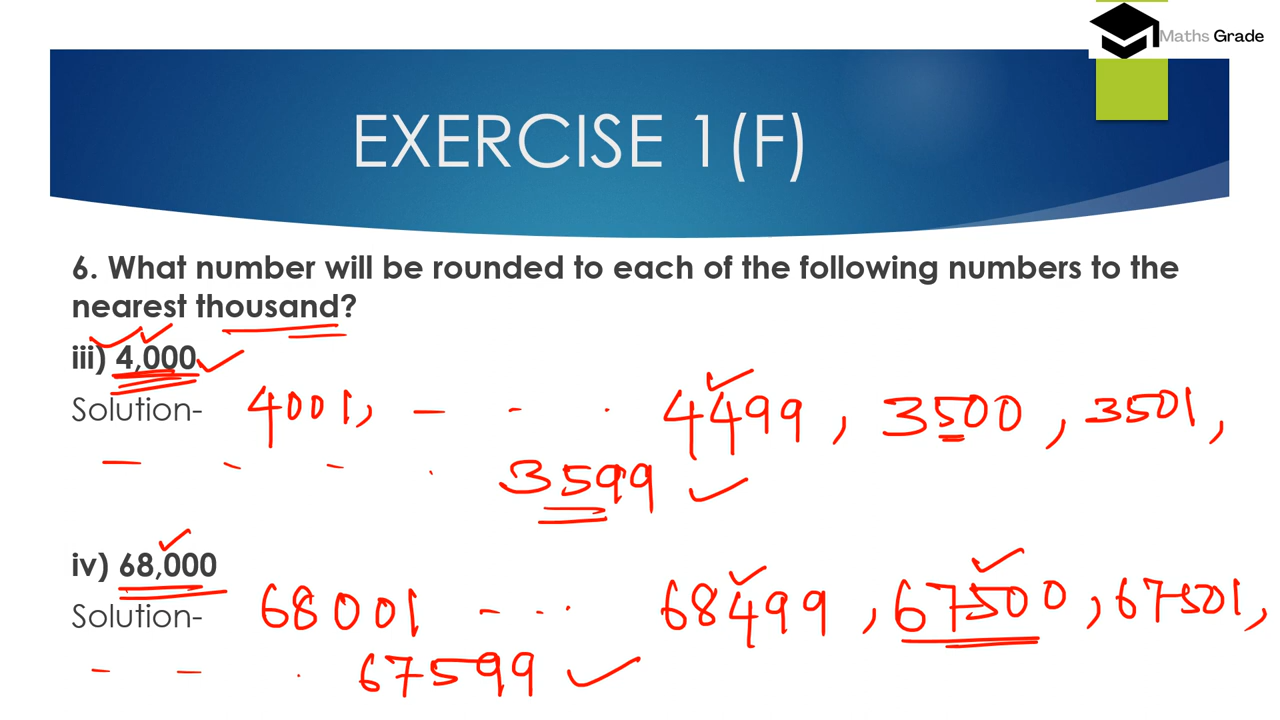 Maths Grade
EXERCISE 1(F)
6. What number will be rounded to each of the following numbers to the
nearest thousand?
iii) 4,000
Solution- 4001, - - . 4499, 3500, 3501,
- - - . 3599
iv) 68,000
Solution- 68001 - - . 68499, 67500, 67501,
- - . 67599